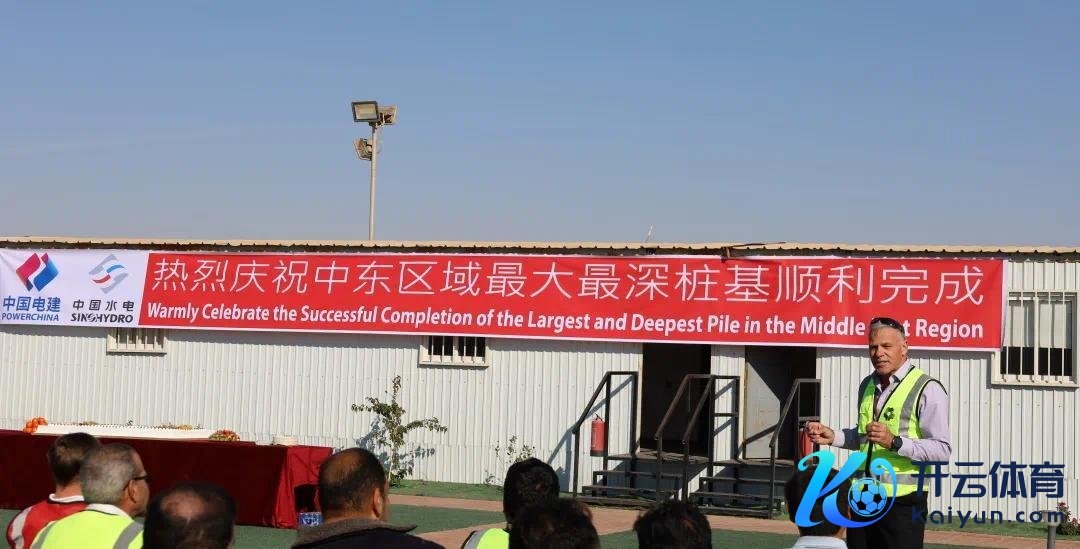 热烈庆祝中东区域最大最深桩基顺利完成
中国电建
POWERCHINA
中国水电
SINOHYDRO
Warmly Celebrate the Successful Completion of the Largest and Deepest Pile in the Middle Region
开云体育
Kaiyun.com